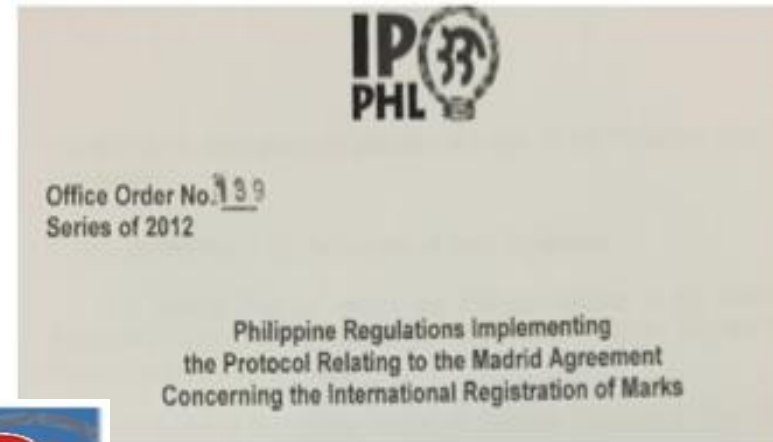 IP
PHL
Office Order No. 139
Series of 2012
Philippine Regulations Implementing
the Protocol Relating to the Madrid Agreement
Concerning the International Registration of Marks